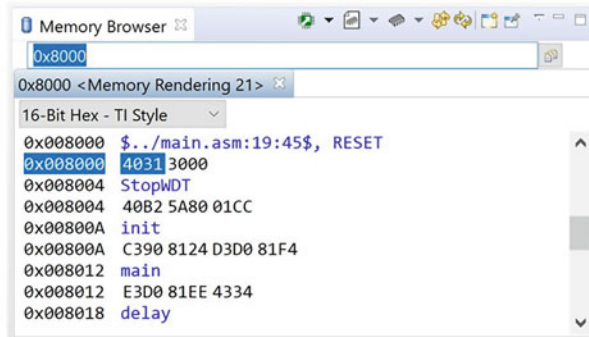 Memory Browser
0x8000
0x8000 <Memory Rendering 21>
16-Bit Hex - TI Style
0x008000 $../main.asm:19:45$, RESET
0x008000 4031 3000
0x008004 StopWDT
0x008004 40B2 5A80 01CC
0x00800A init
0x00800A C390 8124 D3D0 81F4
0x008012 main
0x008012 E3D0 81EE 4334
0x008018 delay